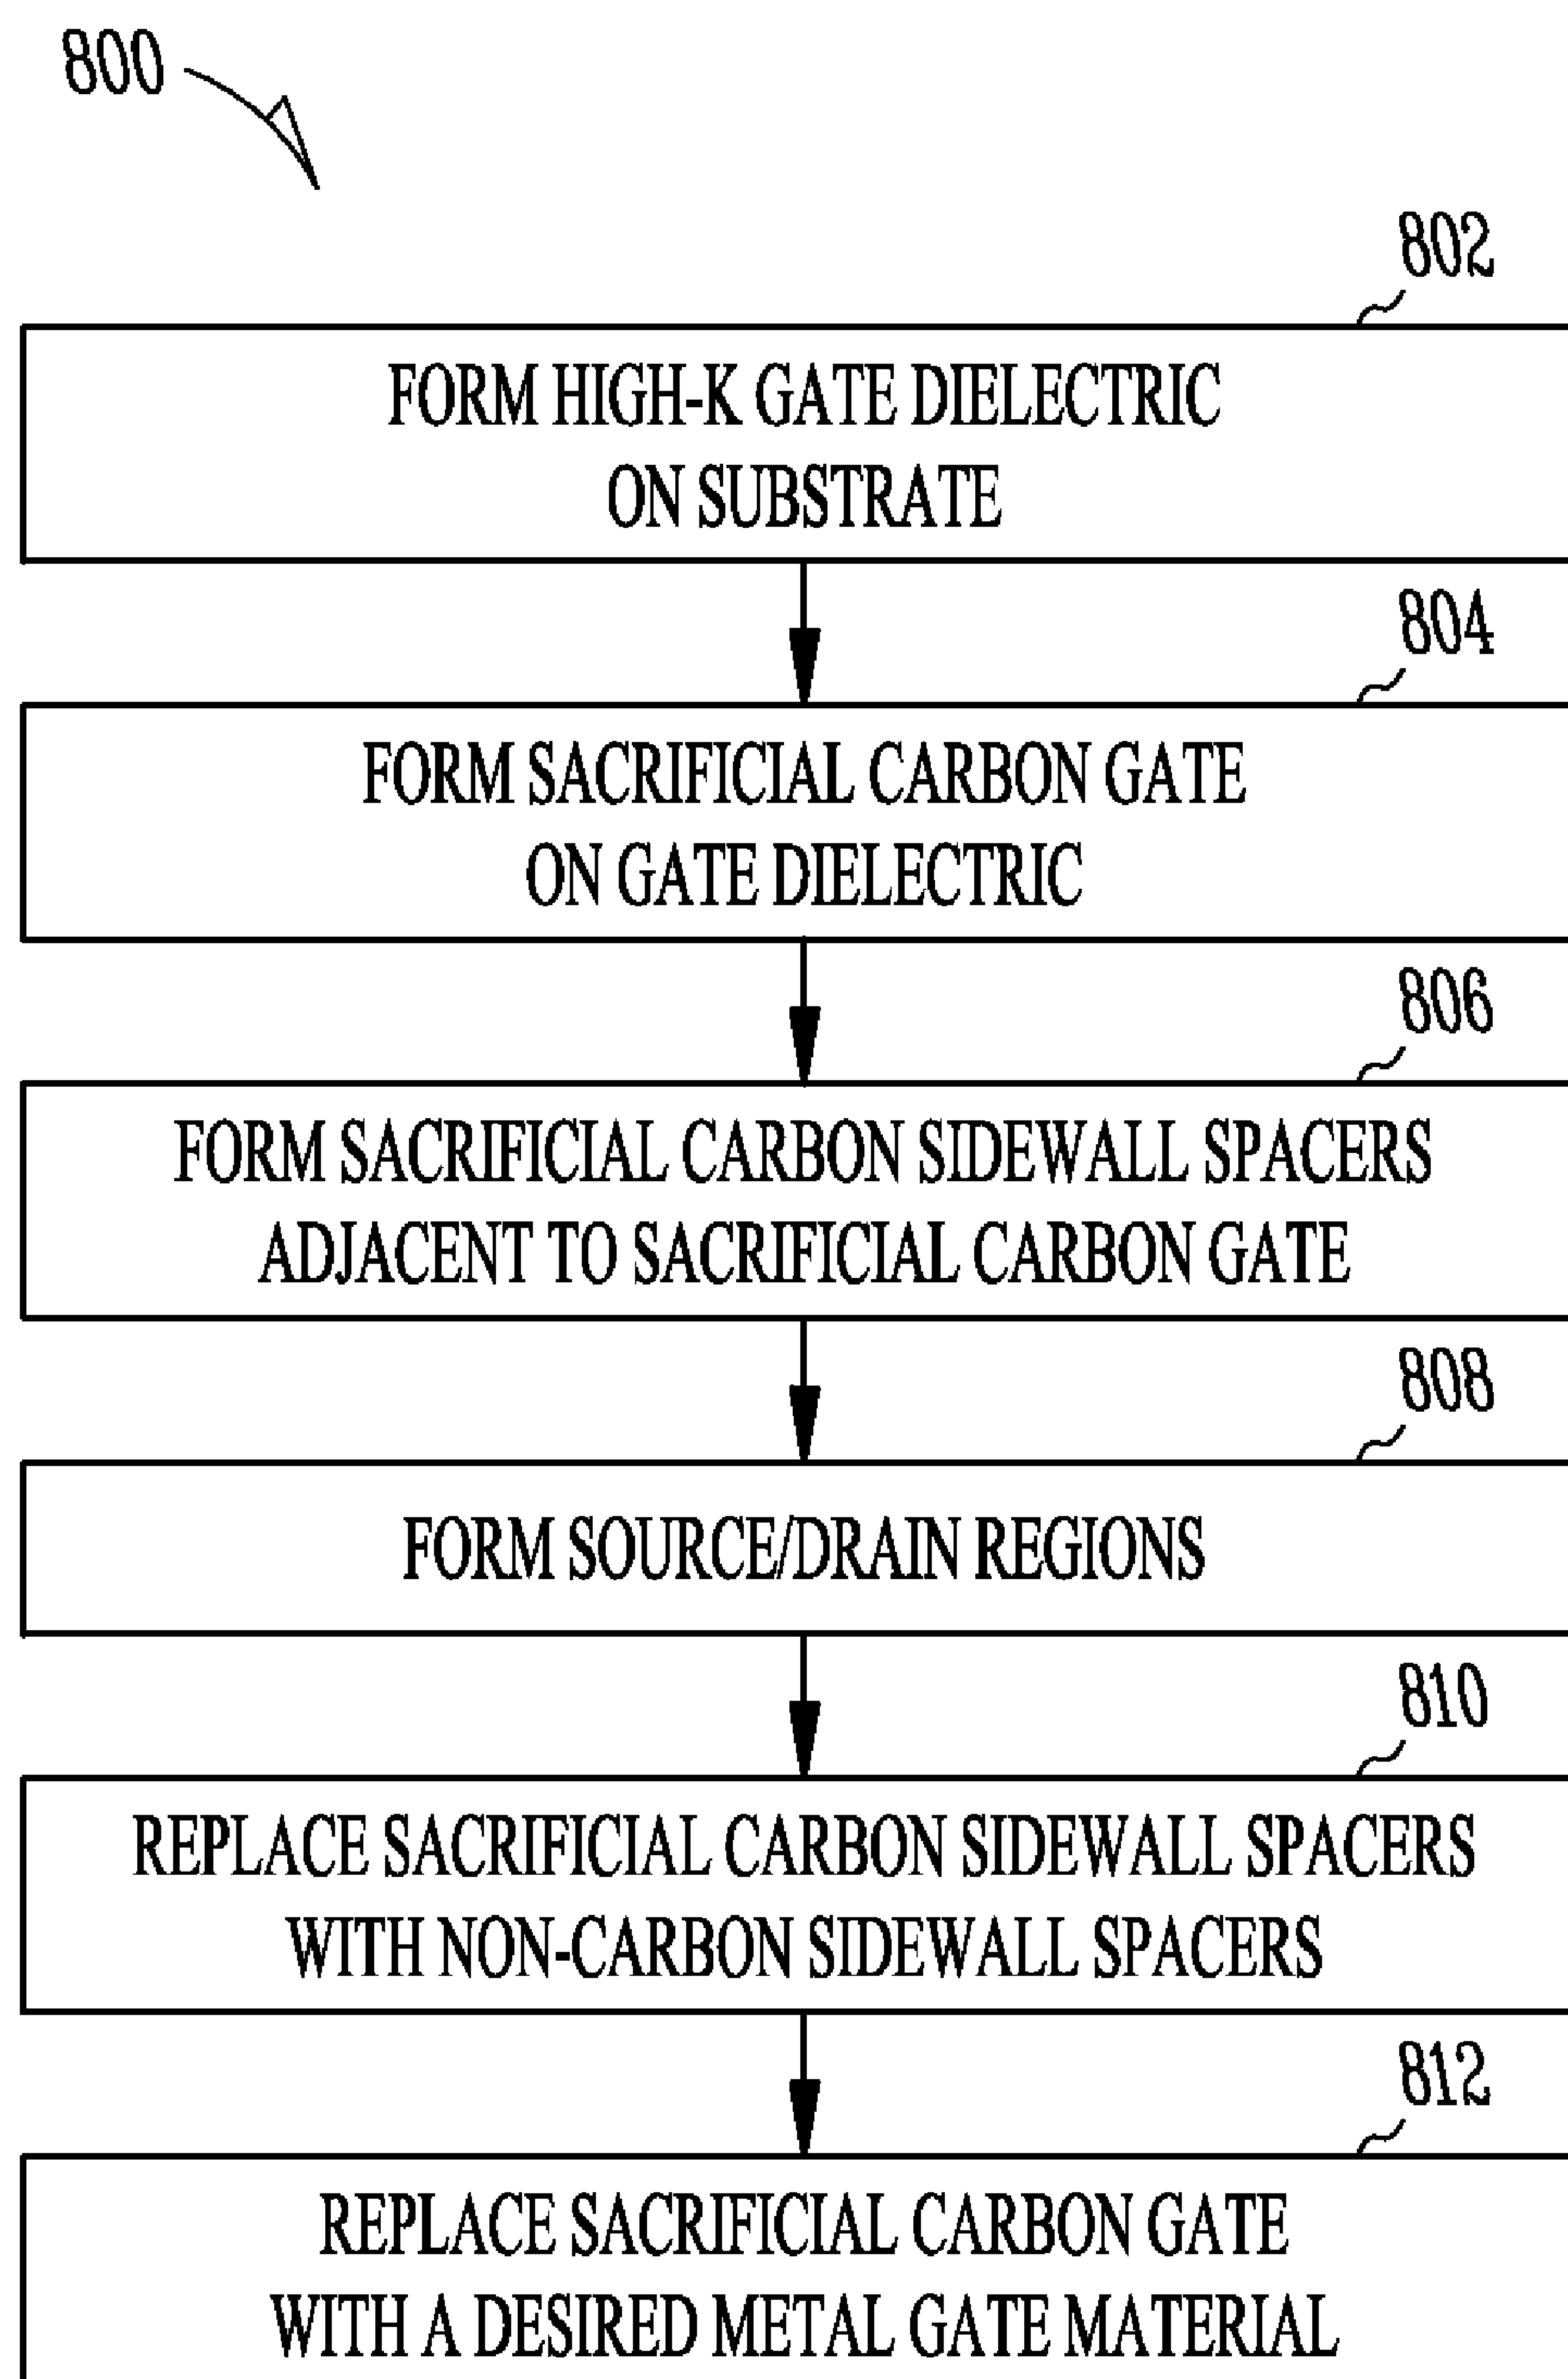 800
802
FORM HIGH-K GATE DIELECTRIC
ON SUBSTRATE
804
FORM SACRIFICIAL CARBON GATE
ON GATE DIELECTRIC
806
FORM SACRIFICIAL CARBON SIDEWALL SPACERS
ADJACENT TO SACRIFICIAL CARBON GATE
808
FORM SOURCE/DRAIN REGIONS
810
REPLACE SACRIFICIAL CARBON SIDEWALL SPACERS
WITH NON-CARBON SIDEWALL SPACERS
812
REPLACE SACRIFICIAL CARBON GATE
WITH A DESIRED METAL GATE MATERIAL